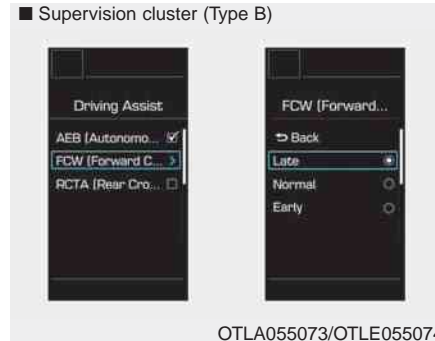 ■ Supervision cluster (Type B)
Driving Assist
AEB (Autonomo...
FCW (Forward C... >
RCTA (Rear Cro...
FCW (Forward...
Back
Late
Normal
Early
OTLA055073/OTLE055074